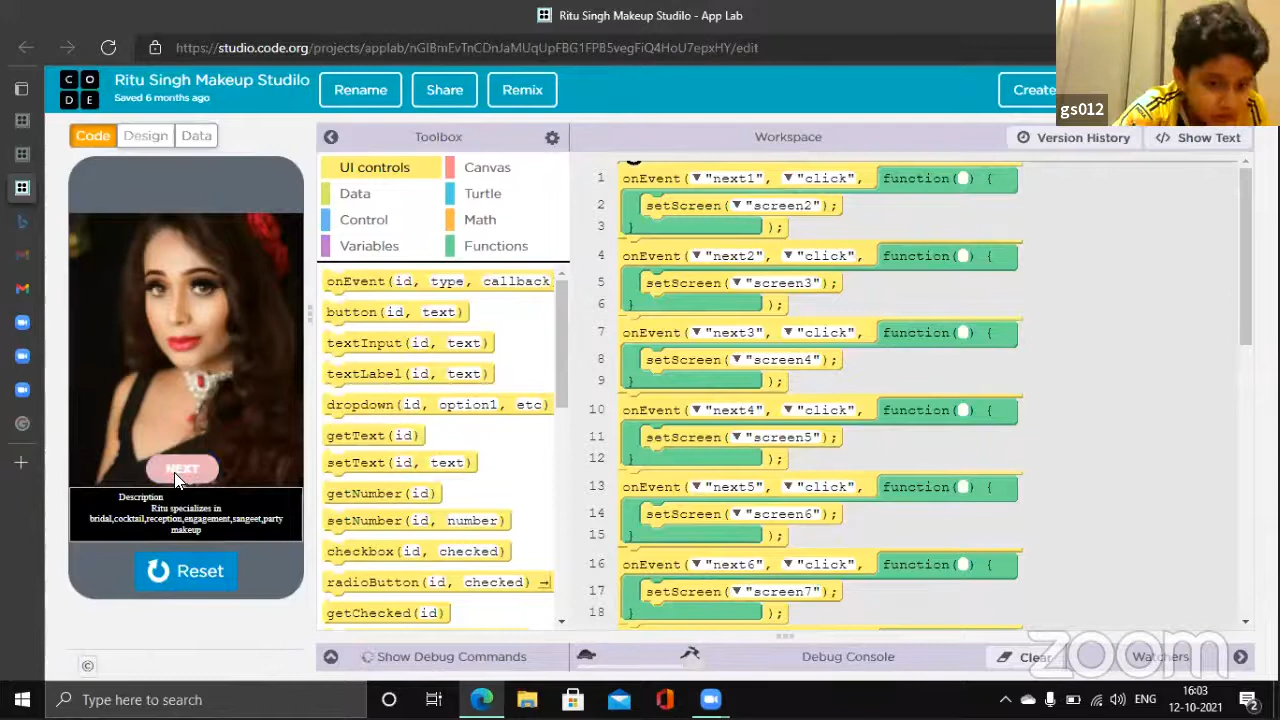 Ritu Singh Makeup Studilo - App Lab
https://studio.code.org/projects/applab/nGIBmEvTnCDnJaMUqUpFBG1FPB5vegFiQ4HoU7epxHY/edit
gs012
C O
D E
Ritu Singh Makeup Studilo
Saved 6 months ago
Rename
Share
Remix
Create
Code
Design
Data
Toolbox
Workspace
Version History
</> Show Text
UI controls
Canvas
Data
Turtle
Control
Math
Variables
Functions
onEvent(id, type, callback
button(id, text)
textInput(id, text)
textLabel(id, text)
dropdown(id, option1, etc)
getText(id)
setText(id, text)
getNumber(id)
setNumber(id, number)
checkbox(id, checked)
radioButton(id, checked) →
getChecked(id)
1 onEvent(▼"next1", ▼"click", function() {
2 setScreen(▼"screen2");
3 } );
4 onEvent(▼"next2", ▼"click", function() {
5 setScreen(▼"screen3");
6 } );
7 onEvent(▼"next3", ▼"click", function() {
8 setScreen(▼"screen4");
9 } );
10 onEvent(▼"next4", ▼"click", function() {
11 setScreen(▼"screen5");
12 } );
13 onEvent(▼"next5", ▼"click", function() {
14 setScreen(▼"screen6");
15 } );
16 onEvent(▼"next6", ▼"click", function() {
17 setScreen(▼"screen7");
18 } );
NEXT
Description
Ritu specializes in
bridal,cocktail,reception,engagement,sangeet,party
makeup
Reset
©
Show Debug Commands
Debug Console
Clear
Watchers
zoom
Type here to search
ENG
16:03
12-10-2021
2